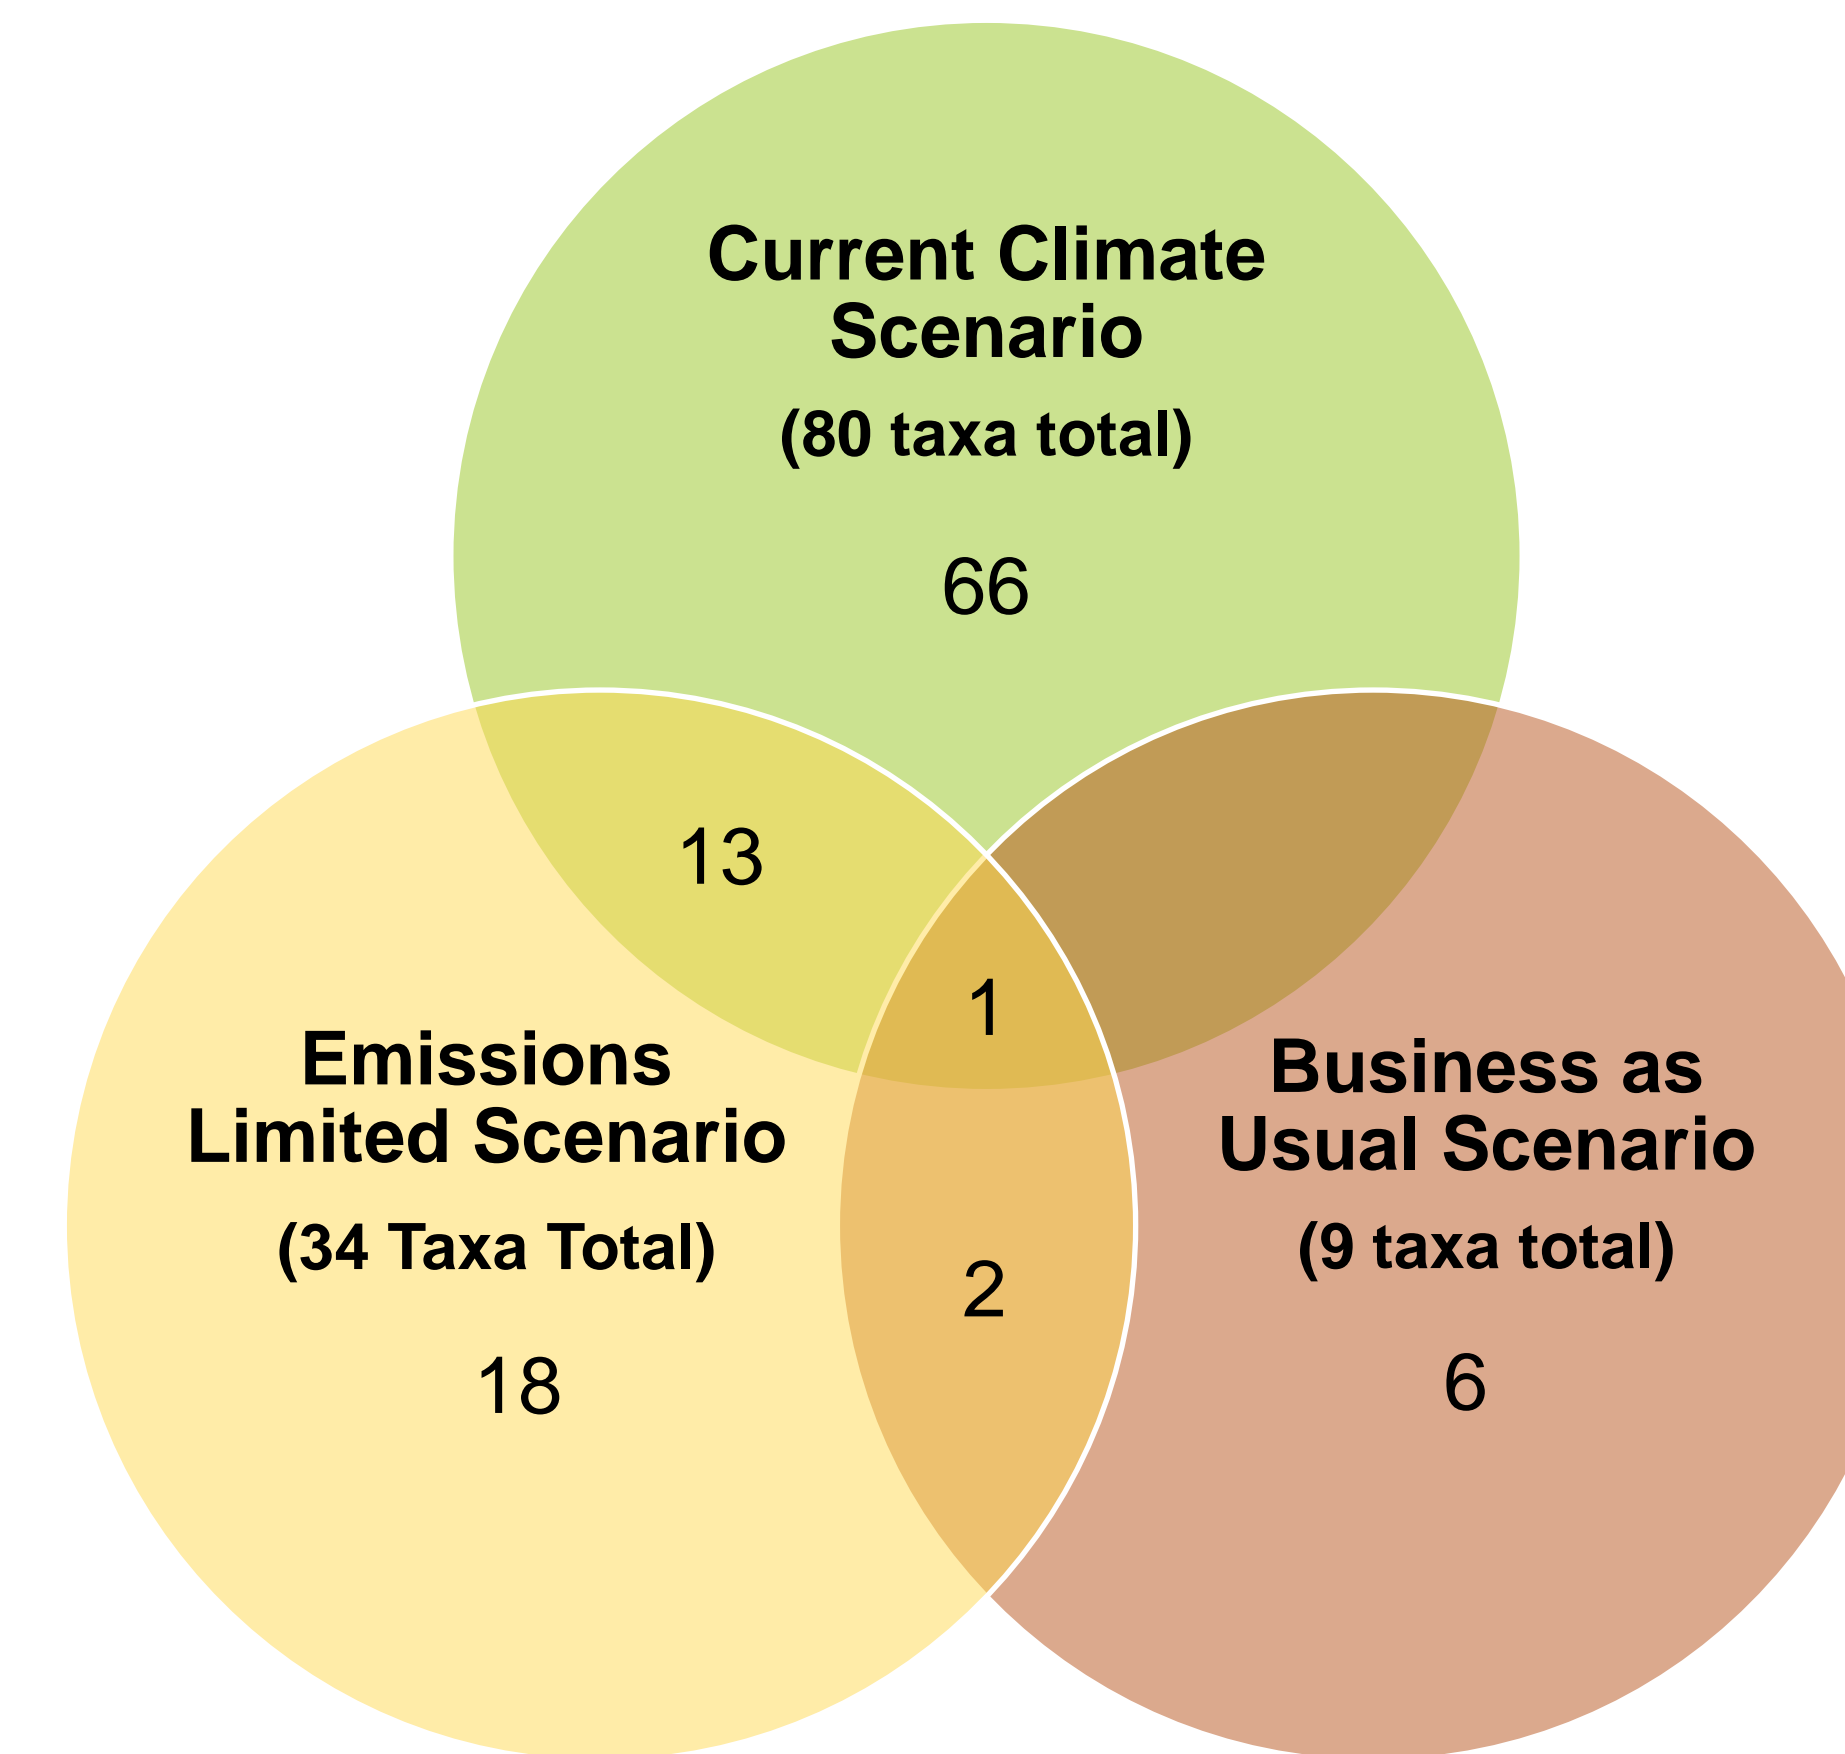 Current Climate
Scenario
(80 taxa total)
66
13
1
Emissions
Limited Scenario
(34 Taxa Total)
18
2
Business as
Usual Scenario
(9 taxa total)
6